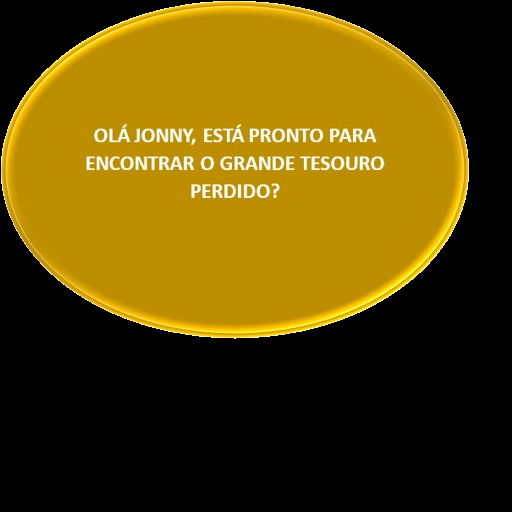 OLÁ JONNY, ESTÁ PRONTO PARA
ENCONTRAR O GRANDE TESOURO
PERDIDO?